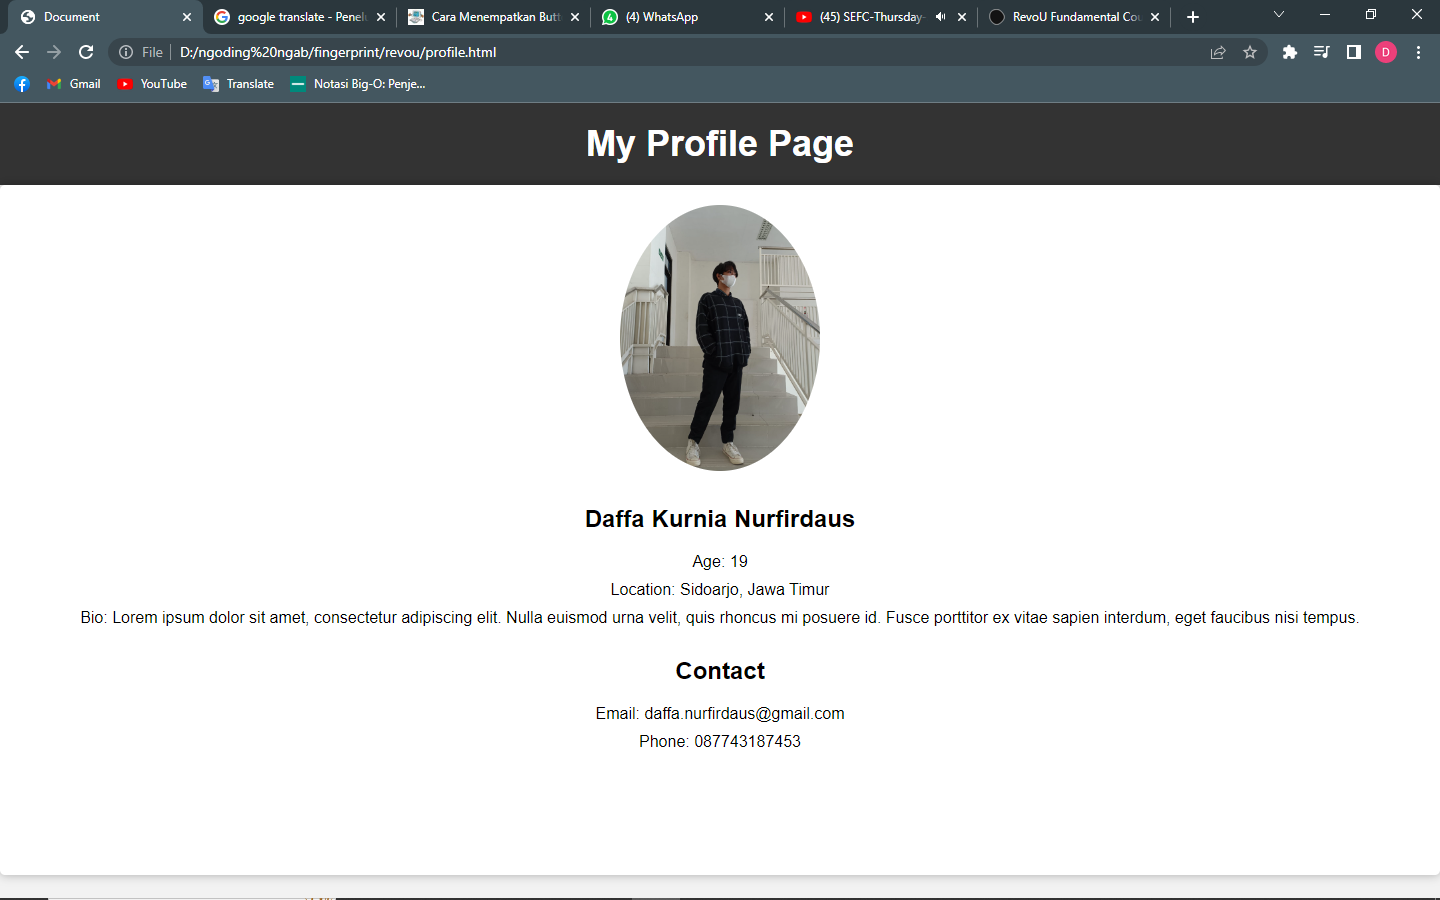 Document
google translate - Penel
Cara Menempatkan Butt
(4) WhatsApp
(45) SEFC-Thursday-
RevoU Fundamental Cou
File
D:/ngoding%20ngab/fingerprint/revou/profile.html
D
Gmail
YouTube
Translate
Notasi Big-O: Penje...
My Profile Page
Daffa Kurnia Nurfirdaus
Age: 19
Location: Sidoarjo, Jawa Timur
Bio: Lorem ipsum dolor sit amet, consectetur adipiscing elit. Nulla euismod urna velit, quis rhoncus mi posuere id. Fusce porttitor ex vitae sapien interdum, eget faucibus nisi tempus.
Contact
Email: daffa.nurfirdaus@gmail.com
Phone: 087743187453